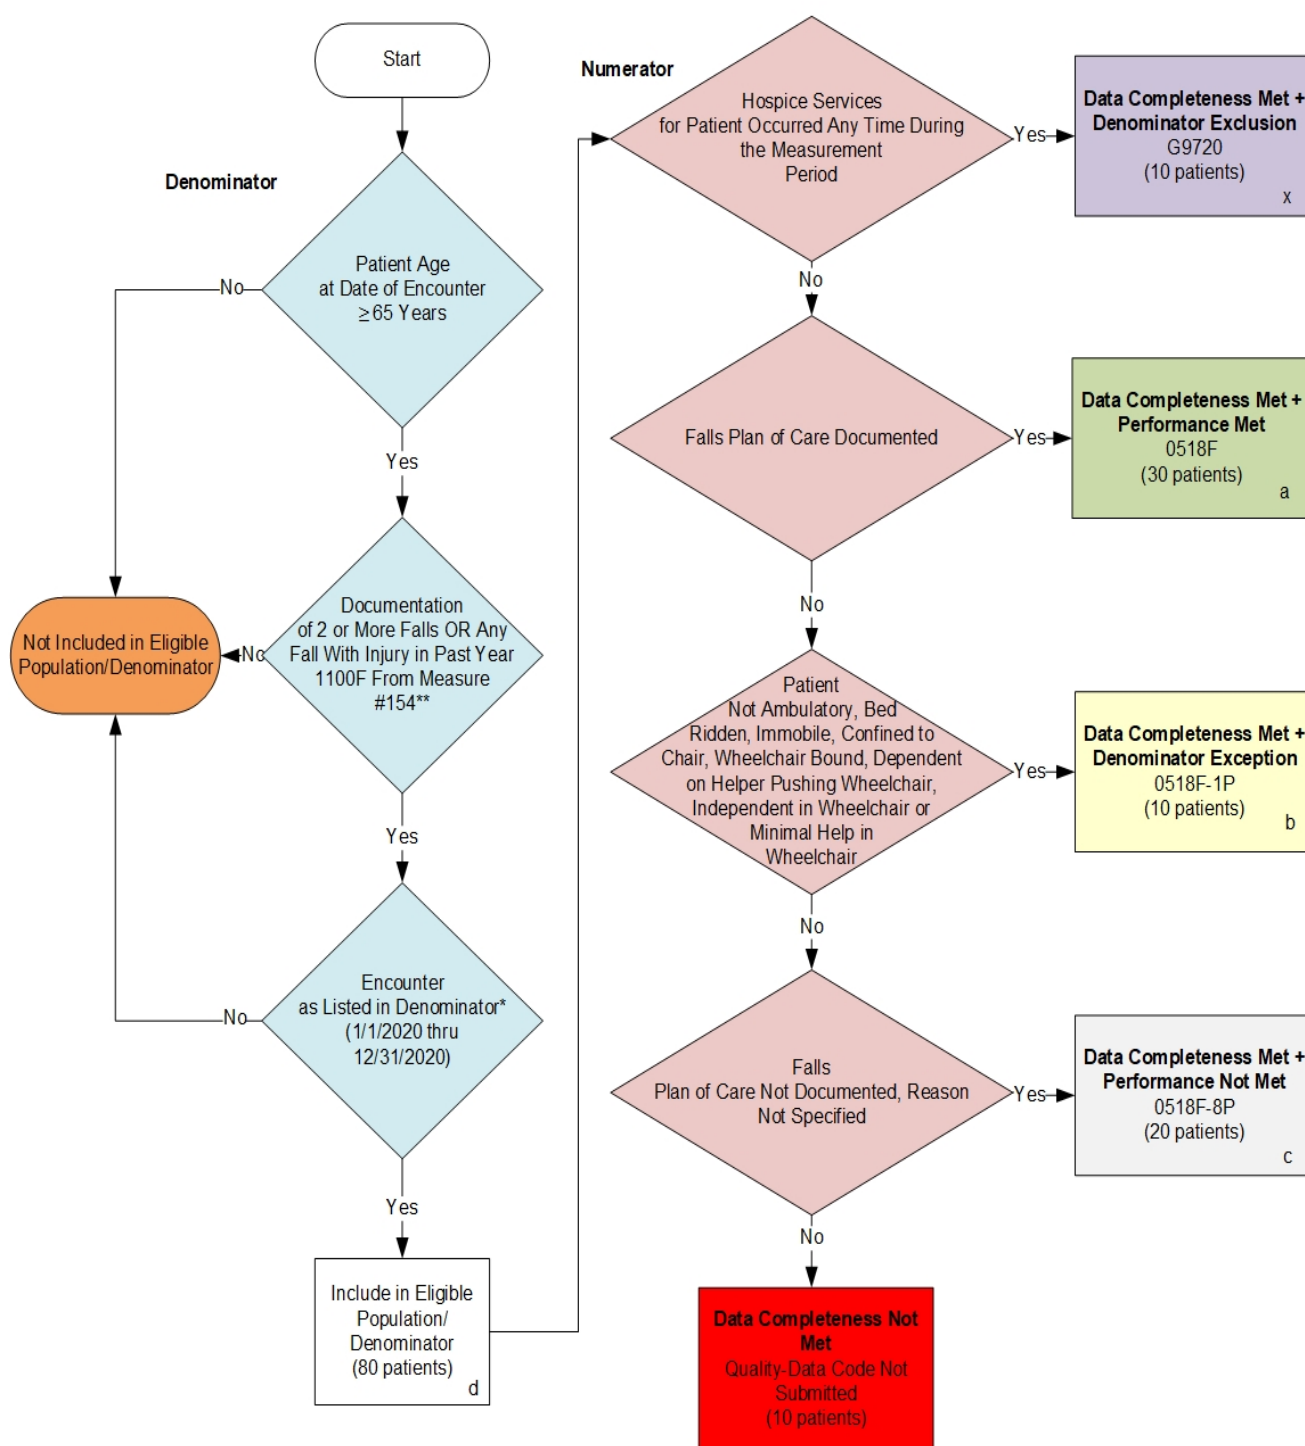 Start
Denominator
Patient Age
at Date of Encounter
≥65 Years
No
Yes
Documentation
of 2 or More Falls OR Any
Fall With Injury in Past Year
1100F From Measure
#154**
No
Not Included in Eligible
Population/Denominator
Yes
Encounter
as Listed in Denominator*
(1/1/2020 thru
12/31/2020)
No
Yes
Include in Eligible
Population/
Denominator
(80 patients)
d
Numerator
Hospice Services
for Patient Occurred Any Time During
the Measurement
Period
Yes
Data Completeness Met +
Denominator Exclusion
G9720
(10 patients)
x
No
Falls Plan of Care Documented
Yes
Data Completeness Met +
Performance Met
0518F
(30 patients)
a
No
Patient
Not Ambulatory, Bed
Ridden, Immobile, Confined to
Chair, Wheelchair Bound, Dependent
on Helper Pushing Wheelchair,
Independent in Wheelchair or
Minimal Help in
Wheelchair
Yes
Data Completeness Met +
Denominator Exception
0518F-1P
(10 patients)
b
No
Falls
Plan of Care Not Documented, Reason
Not Specified
Yes
Data Completeness Met +
Performance Not Met
0518F-8P
(20 patients)
c
No
Data Completeness Not
Met
Quality-Data Code Not
Submitted
(10 patients)